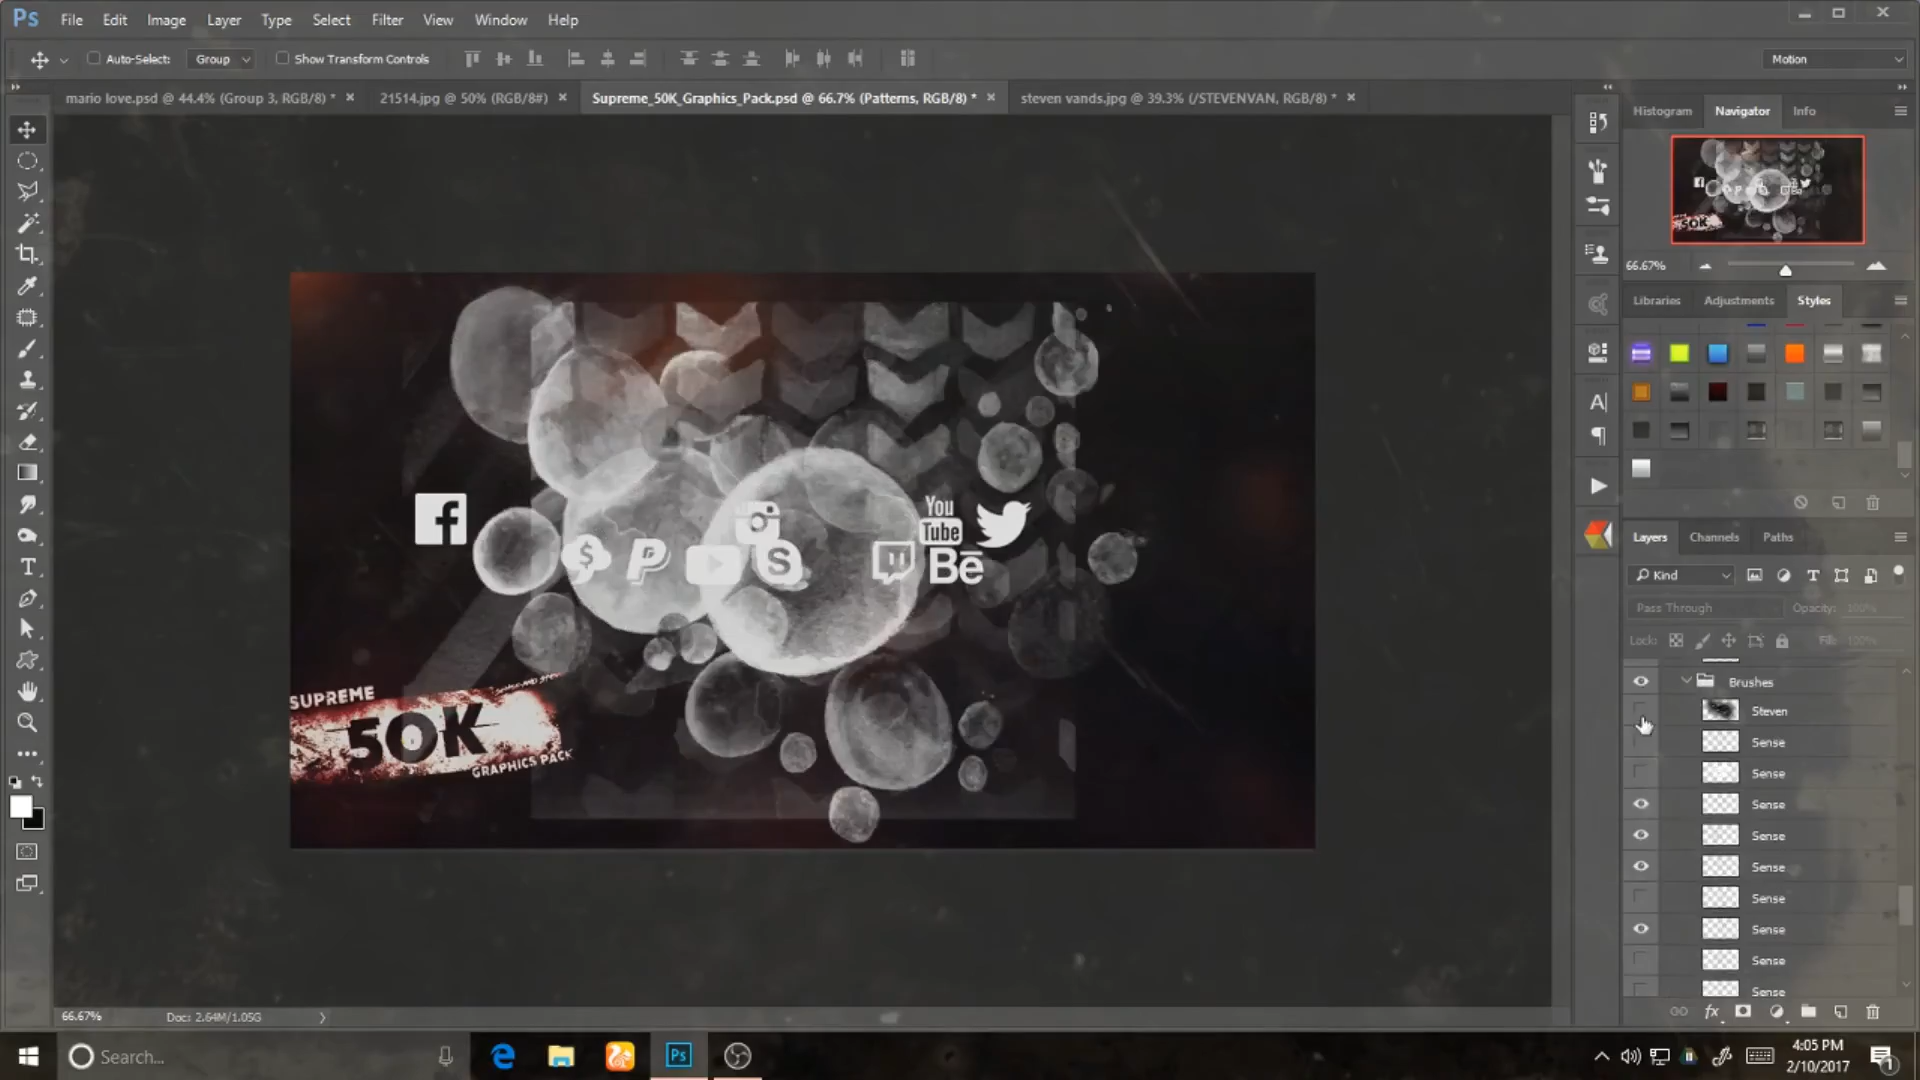 Ps File Edit Image Layer Type Select Filter View Window Help
Auto-Select: Group Show Transform Controls Motion
mario love.psd @ 44.4% (Group 3, RGB/8) * 21514.jpg @ 50% (RGB/8#) Supreme_50K_Graphics_Pack.psd @ 66.7% (Patterns, RGB/8) * steven vands.jpg @ 39.3% (/STEVENVAN, RGB/8) *
Histogram Navigator Info
66.67%
Libraries Adjustments Styles
Layers Channels Paths
Kind
Pass Through Opacity: 100%
Lock: Fill: 100%
Brushes
Steven
Sense
Sense
Sense
Sense
Sense
Sense
Sense
Sense
Sense
You
Tube
Bē
SUPREME
50K
GRAPHICS PACK
66.67% Doc: 2.64M/1.05G
Search...
Ps
4:05 PM
2/10/2017
1